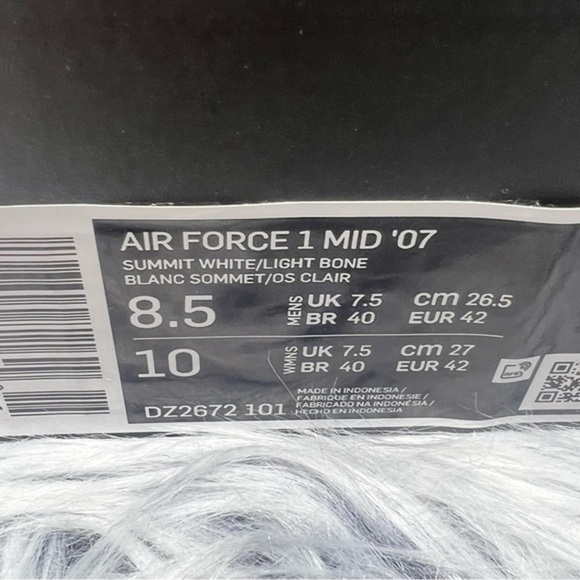 AIR FORCE 1 MID '07
SUMMIT WHITE/LIGHT BONE
BLANC SOMMET/OS CLAIR
8.5 MENS UK 7.5 cm 26.5
BR 40 EUR 42
10 WMNS UK 7.5 cm 27
BR 40 EUR 42
MADE IN INDONESIA /
FABRIQUÉ EN INDONESIE /
FABRICADO NA INDONÉSIA /
HECHO EN INDONESIA
DZ2672 101